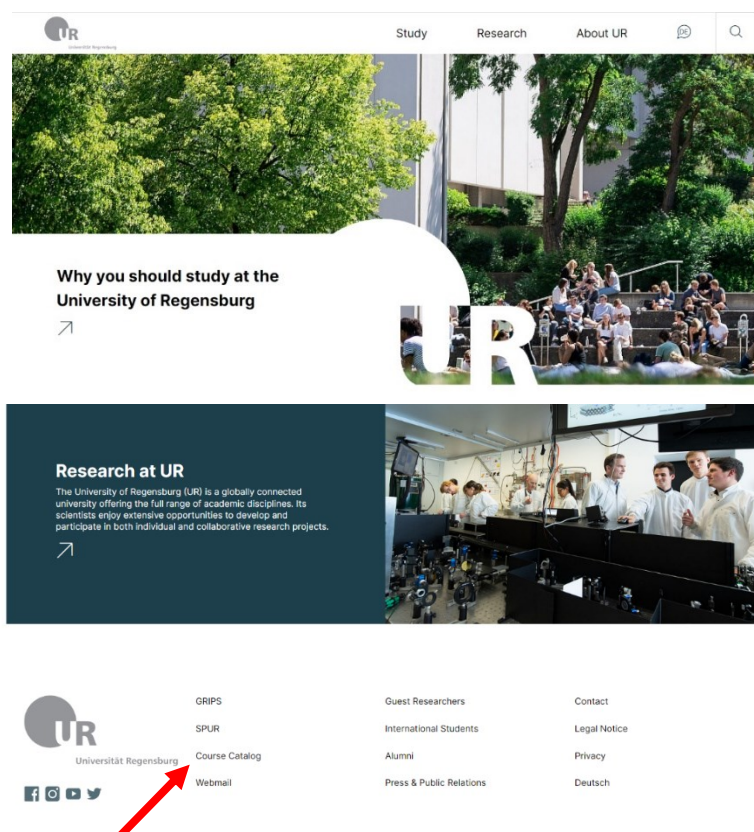 UR
Universität Regensburg
Study
Research
About UR
DE
Why you should study at the
University of Regensburg
UR
Research at UR
The University of Regensburg (UR) is a globally connected
university offering the full range of academic disciplines. Its
scientists enjoy extensive opportunities to develop and
participate in both individual and collaborative research projects.
UR
Universität Regensburg
GRIPS
SPUR
Course Catalog
Webmail
Guest Researchers
International Students
Alumni
Press & Public Relations
Contact
Legal Notice
Privacy
Deutsch